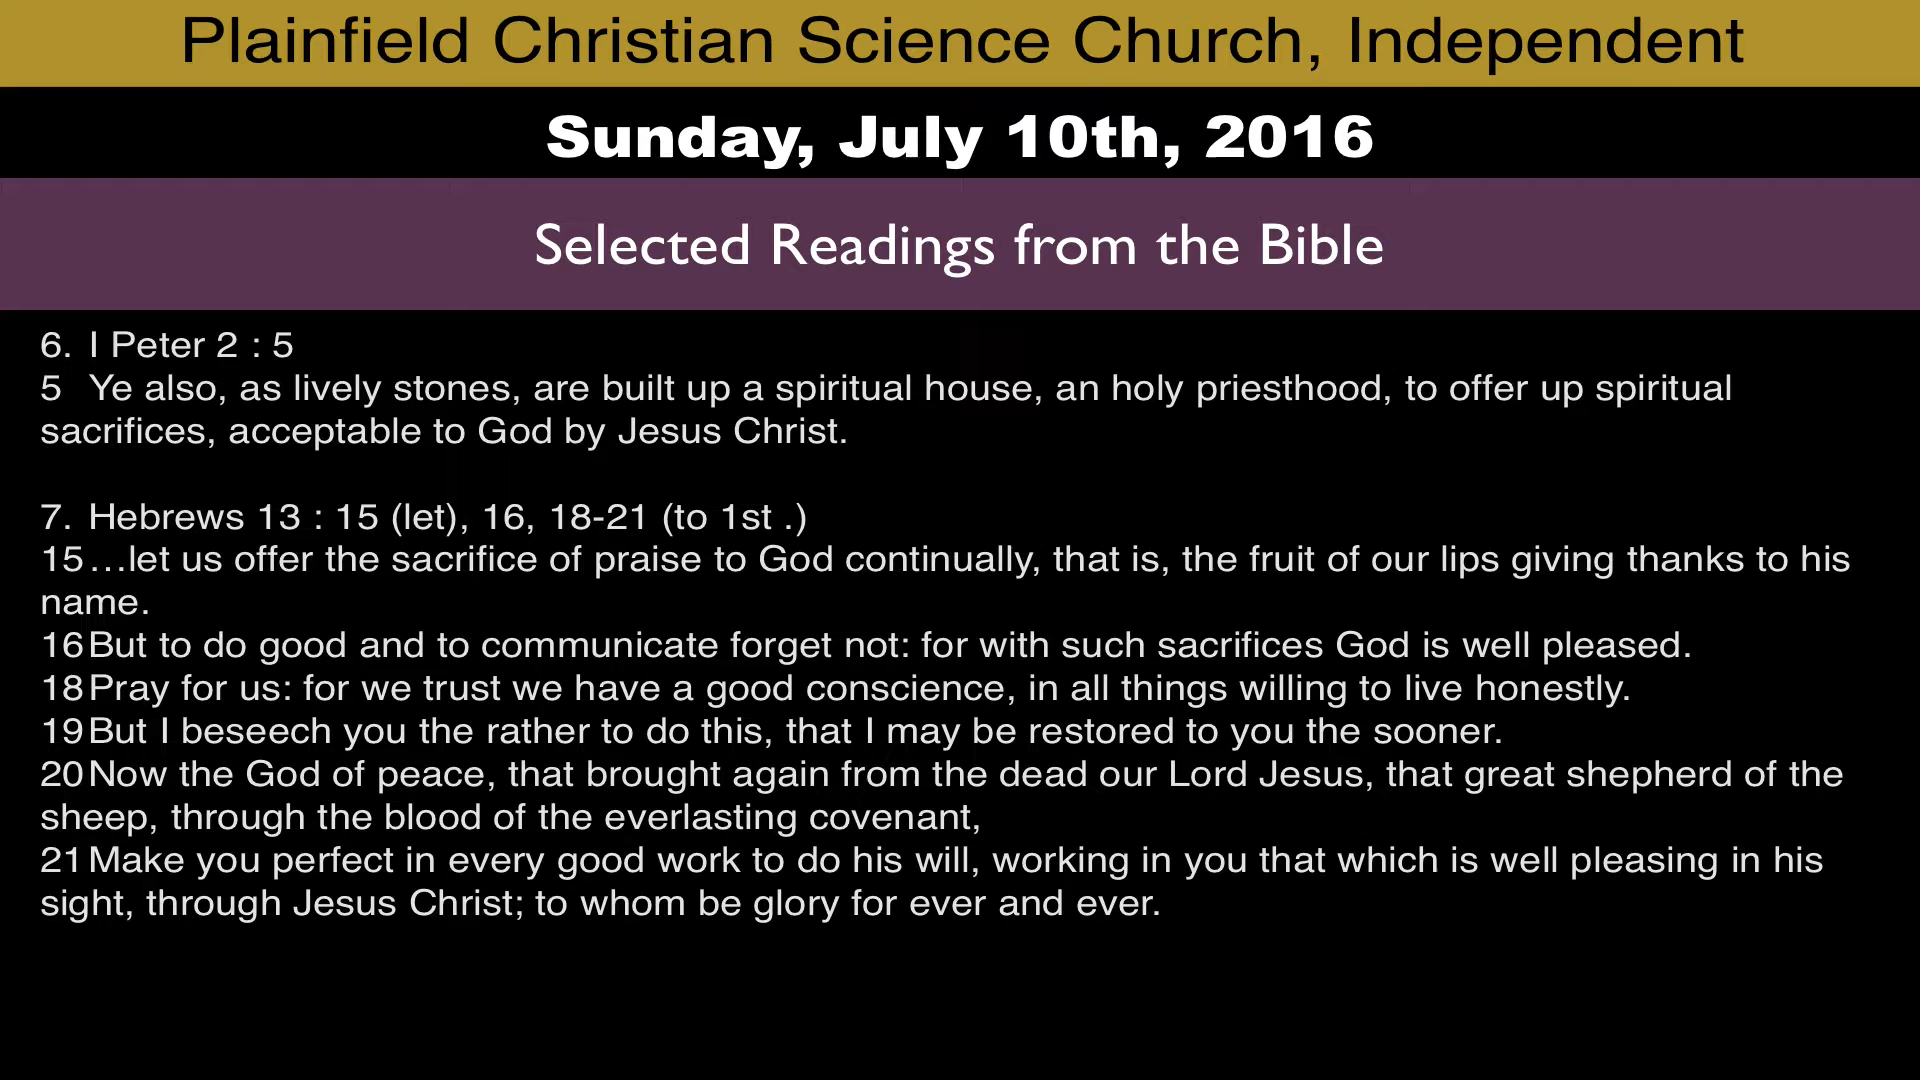 Plainfield Christian Science Church, Independent
Sunday, July 10th, 2016
Selected Readings from the Bible
6. I Peter 2 : 5
5 Ye also, as lively stones, are built up a spiritual house, an holy priesthood, to offer up spiritual
sacrifices, acceptable to God by Jesus Christ.
7. Hebrews 13 : 15 (let), 16, 18-21 (to 1st .)
15 …let us offer the sacrifice of praise to God continually, that is, the fruit of our lips giving thanks to his
name.
16 But to do good and to communicate forget not: for with such sacrifices God is well pleased.
18 Pray for us: for we trust we have a good conscience, in all things willing to live honestly.
19 But I beseech you the rather to do this, that I may be restored to you the sooner.
20 Now the God of peace, that brought again from the dead our Lord Jesus, that great shepherd of the
sheep, through the blood of the everlasting covenant,
21 Make you perfect in every good work to do his will, working in you that which is well pleasing in his
sight, through Jesus Christ; to whom be glory for ever and ever.